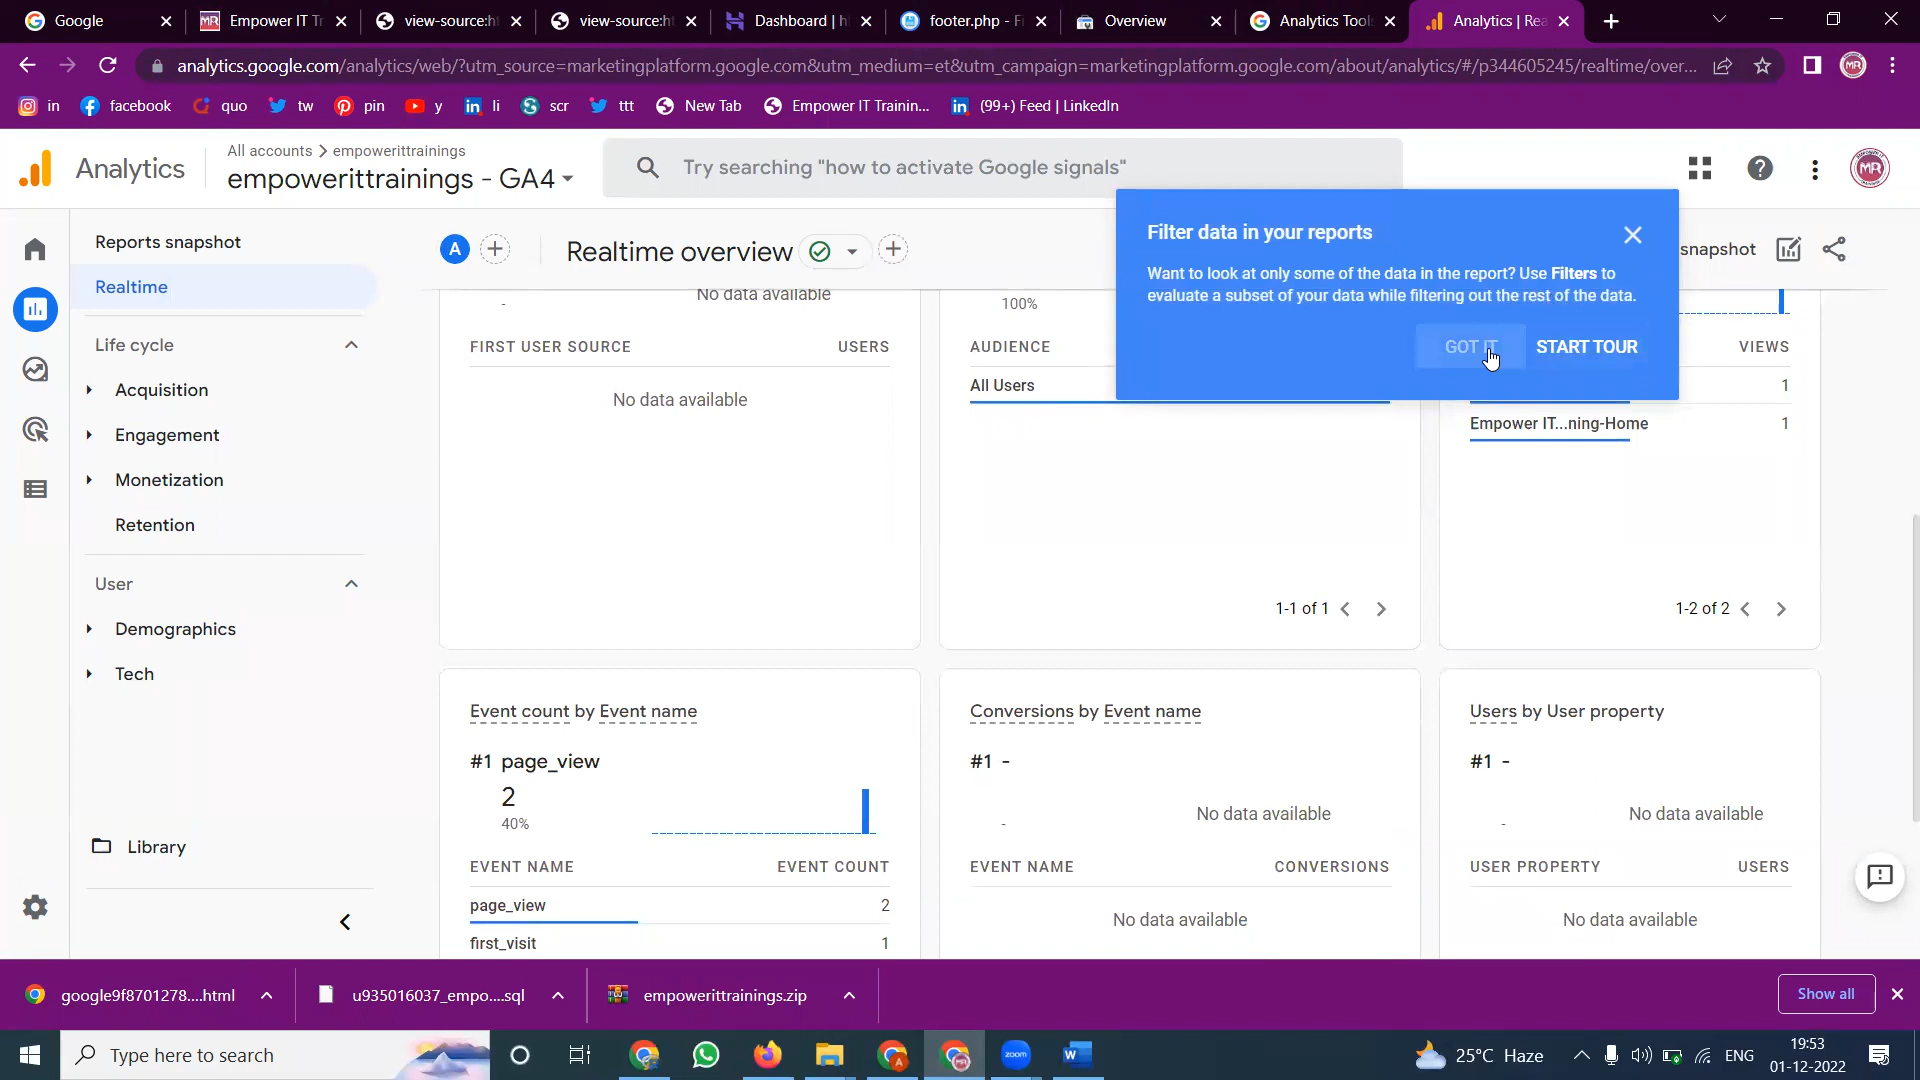 Google
Empower IT Tr
view-source:ht
view-source:ht
Dashboard | h
footer.php - Fi
Overview
Analytics Tools
Analytics | Rea
analytics.google.com/analytics/web/?utm_source=marketingplatform.google.com&utm_medium=et&utm_campaign=marketingplatform.google.com/about/analytics/#/p344605245/realtime/over...
in
facebook
quo
tw
pin
y
li
scr
ttt
New Tab
Empower IT Trainin...
(99+) Feed | LinkedIn
Analytics
All accounts > empowerittrainings
empowerittrainings - GA4
Try searching "how to activate Google signals"
Reports snapshot
Realtime
Life cycle
Acquisition
Engagement
Monetization
Retention
User
Demographics
Tech
Library
A
Realtime overview
snapshot
Filter data in your reports
Want to look at only some of the data in the report? Use Filters to
evaluate a subset of your data while filtering out the rest of the data.
GOT IT
START TOUR
-
No data available
FIRST USER SOURCE USERS
No data available
100%
AUDIENCE
All Users
1-1 of 1
VIEWS
1
Empower IT...ning-Home 1
1-2 of 2
Event count by Event name
#1 page_view
2
40%
EVENT NAME EVENT COUNT
page_view 2
first_visit 1
Conversions by Event name
#1 -
-
No data available
EVENT NAME CONVERSIONS
No data available
Users by User property
#1 -
-
No data available
USER PROPERTY USERS
No data available
google9f8701278....html
u935016037_empo....sql
empowerittrainings.zip
Show all
Type here to search
zoom
25°C Haze
ENG
19:53
01-12-2022